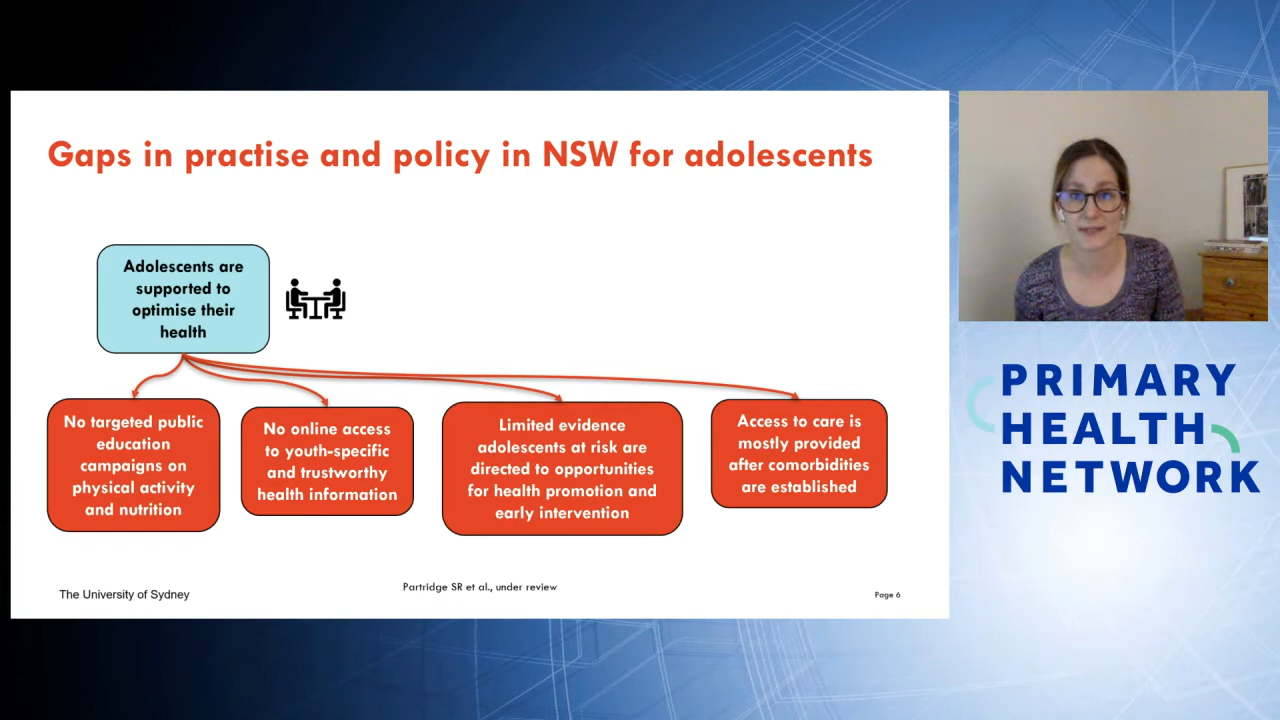 Gaps in practise and policy in NSW for adolescents
Adolescents are
supported to
optimise their
health
No targeted public
education
campaigns on
physical activity
and nutrition
No online access
to youth-specific
and trustworthy
health information
Limited evidence
adolescents at risk are
directed to opportunities
for health promotion and
early intervention
Access to care is
mostly provided
after comorbidities
are established
Partridge SR et al., under review
The University of Sydney
Page 6
PRIMARY
HEALTH
NETWORK